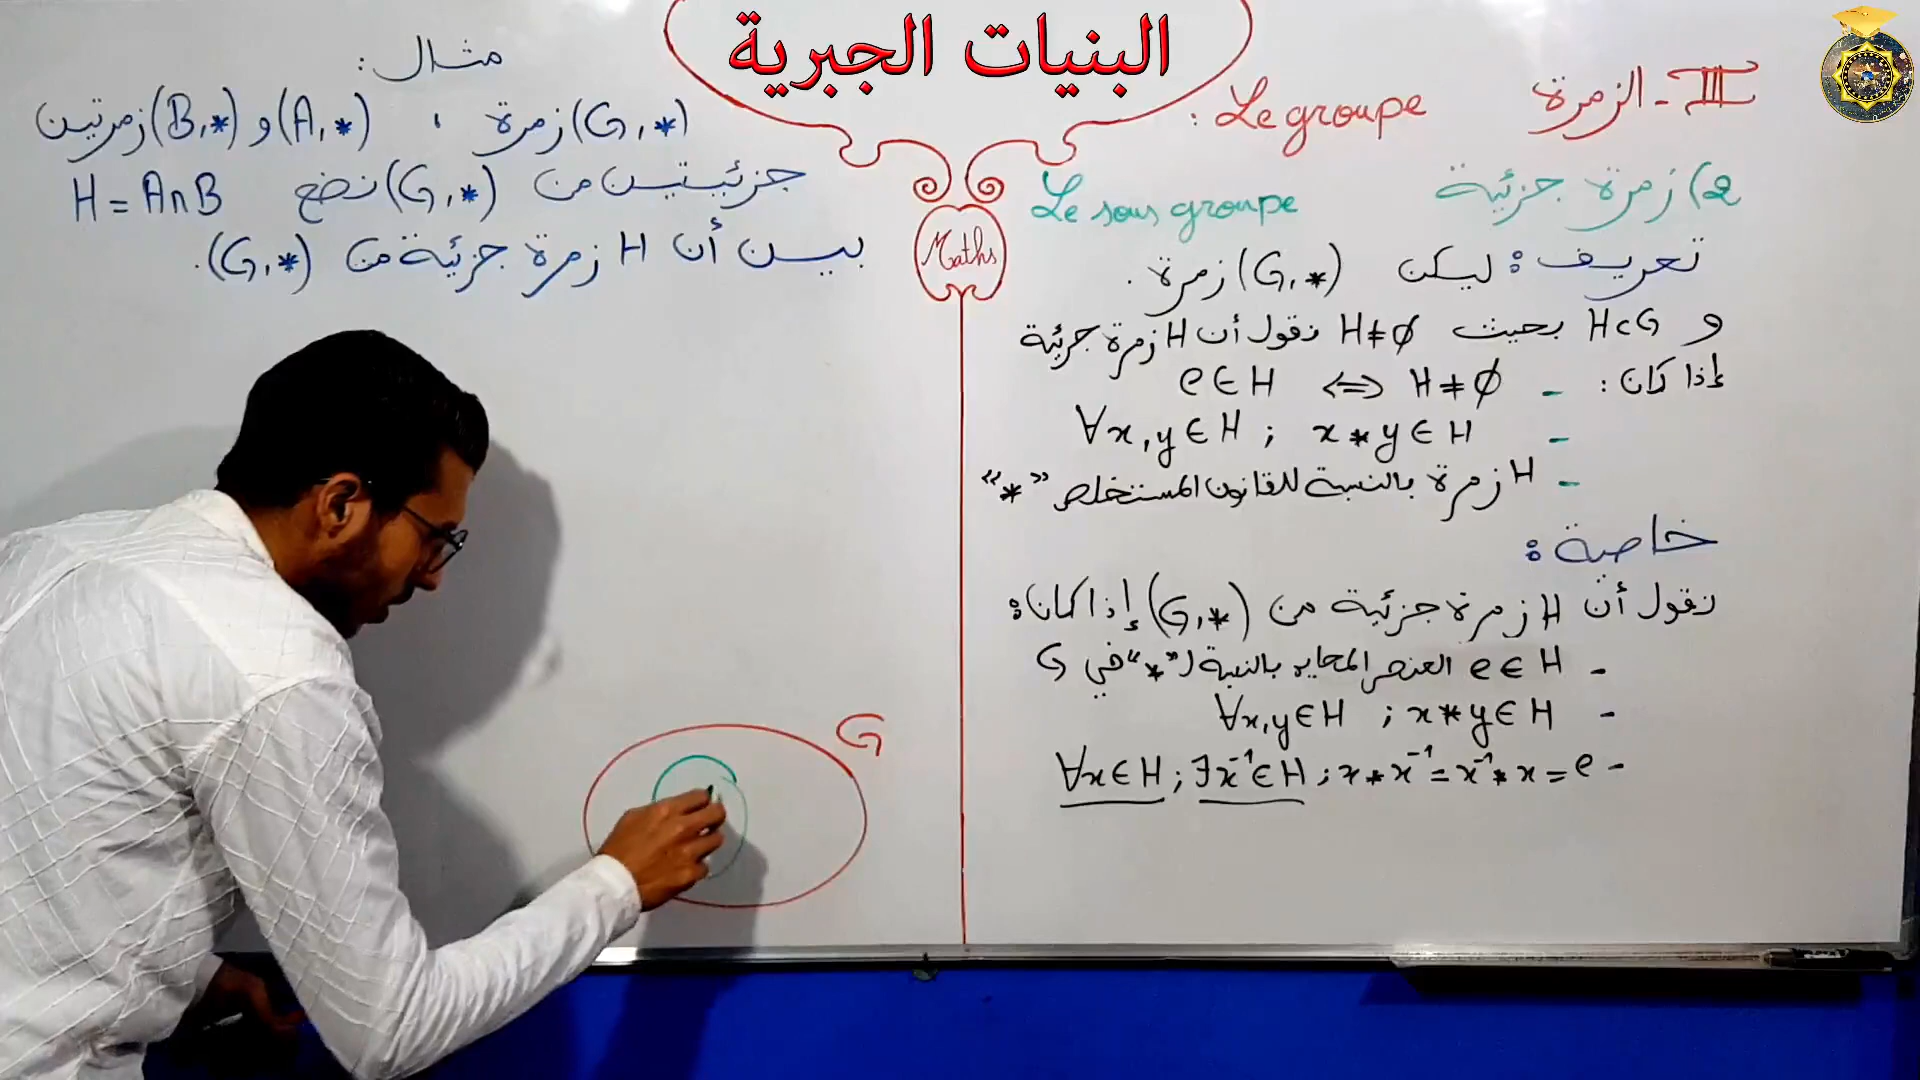 البنيات الجبرية
Maths
III - الزمرة Le groupe :
2) زمرة جزئية Le sous groupe
تعريف : ليكن (G,*) زمرة .
و H⊂G بحيث H≠∅ نقول أن H زمرة جزئية
إذا كان : - H≠∅ <=> e∈H
- ∀x,y∈H ; x*y∈H
- H زمرة بالنسبة للقانون المستخلص "*"
خاصية :
نقول أن H زمرة جزئية من (G,*) إذا كان :
- e∈H العنصر المحايد بالنسبة لـ "*" في G
- ∀x,y∈H ; x*y∈H
- ∀x∈H ; ∃x⁻¹∈H ; x*x⁻¹=x⁻¹*x=e
مثال :
(G,*) زمرة ، (A,*) و (B,*) زمرتين
جزئيتين من (G,*) نضع H=A∩B
بين أن H زمرة جزئية من (G,*).
G